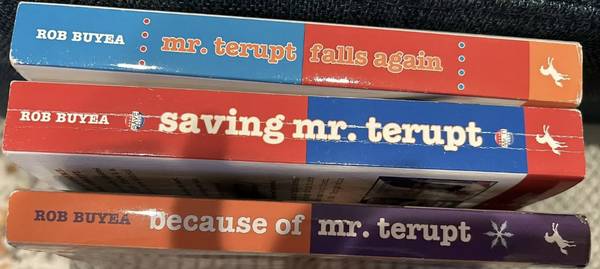 ROB BUYEA mr. terupt falls again
ROB BUYEA saving mr. terupt
ROB BUYEA because of mr. terupt